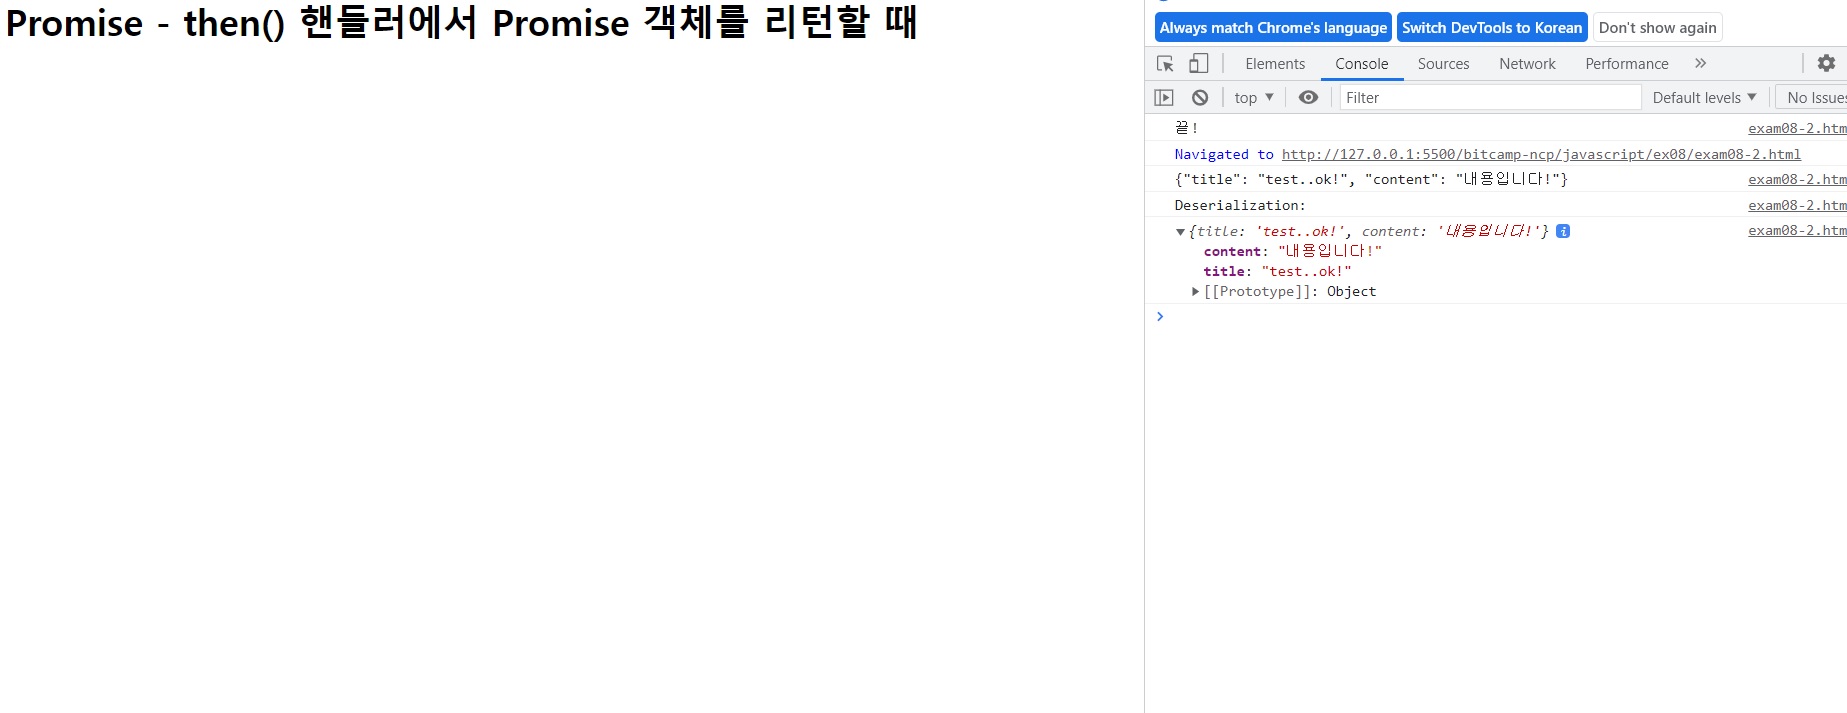 Promise - then() 핸들러에서 Promise 객체를 리턴할 때
Always match Chrome's language Switch DevTools to Korean Don't show again
Elements Console Sources Network Performance »
top ▼ Filter Default levels ▼ No Issues
끝! exam08-2.htm
Navigated to http://127.0.0.1:5500/bitcamp-ncp/javascript/ex08/exam08-2.html
{"title": "test..ok!", "content": "내용입니다!"} exam08-2.htm
Deserialization: exam08-2.htm
▼{title: 'test..ok!', content: '내용입니다!'} i exam08-2.htm
content: "내용입니다!"
title: "test..ok!"
▶[[Prototype]]: Object
>